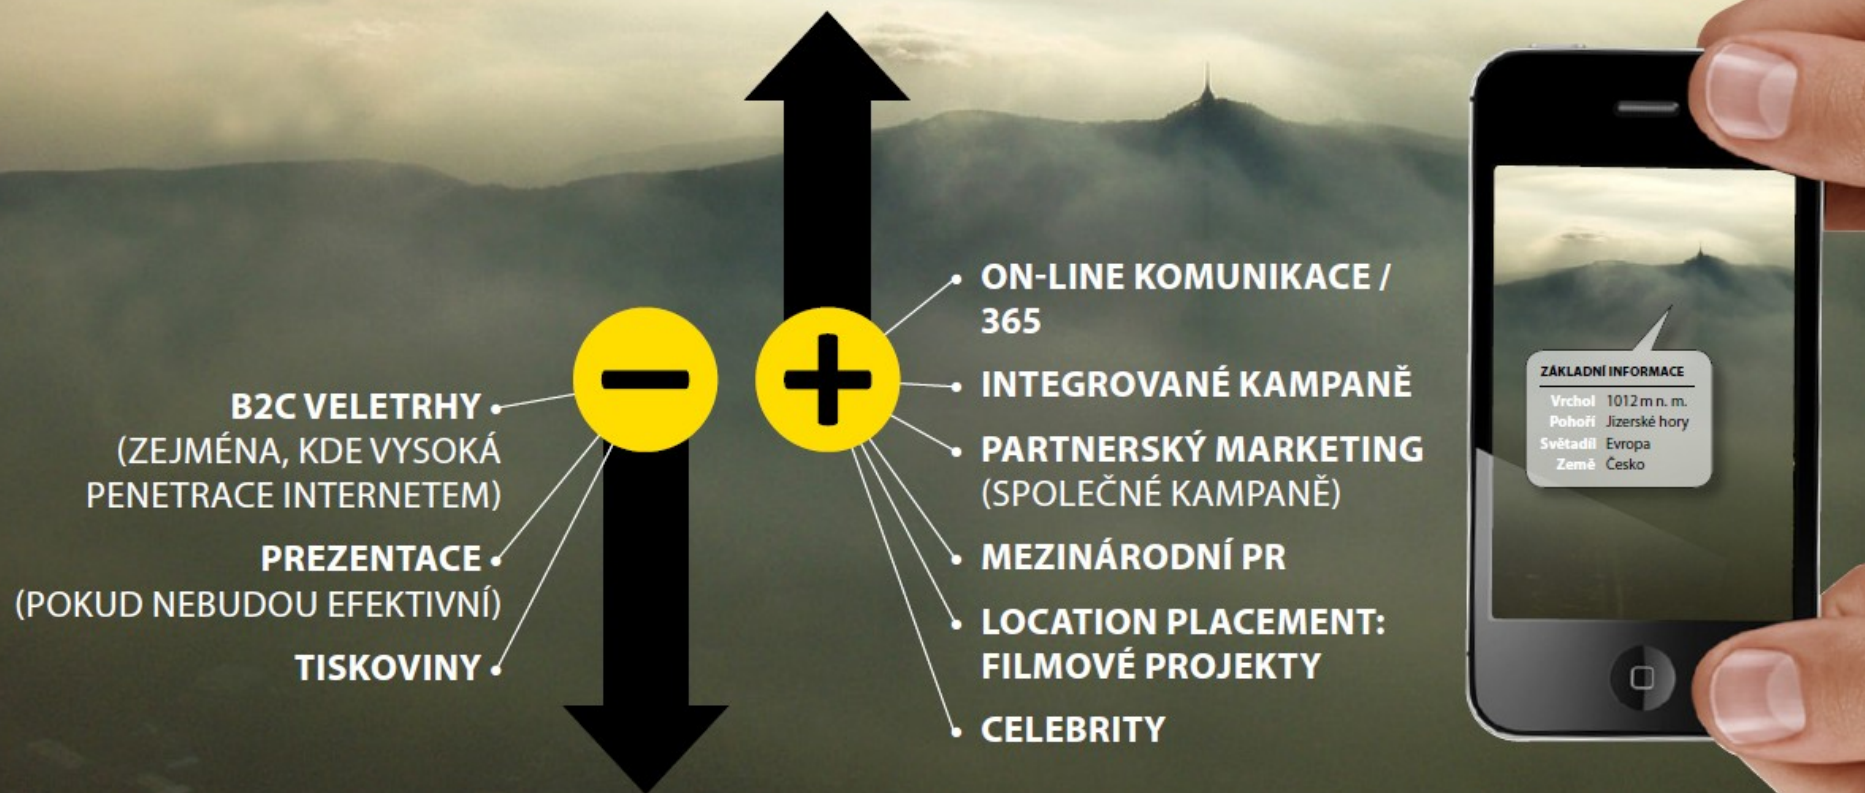 B2C VELETRHY
(ZEJMÉNA, KDE VYSOKÁ
PENETRACE INTERNETEM)
PREZENTACE
(POKUD NEBUDOU EFEKTIVNÍ)
TISKOVINY
ON-LINE KOMUNIKACE /
365
INTEGROVANÉ KAMPANĚ
PARTNERSKÝ MARKETING
(SPOLEČNÉ KAMPANĚ)
MEZINÁRODNÍ PR
LOCATION PLACEMENT:
FILMOVÉ PROJEKTY
CELEBRITY
ZÁKLADNÍ INFORMACE
Vrchol 1012 m n. m.
Pohoří Jizerské hory
Světadíl Evropa
Země Česko